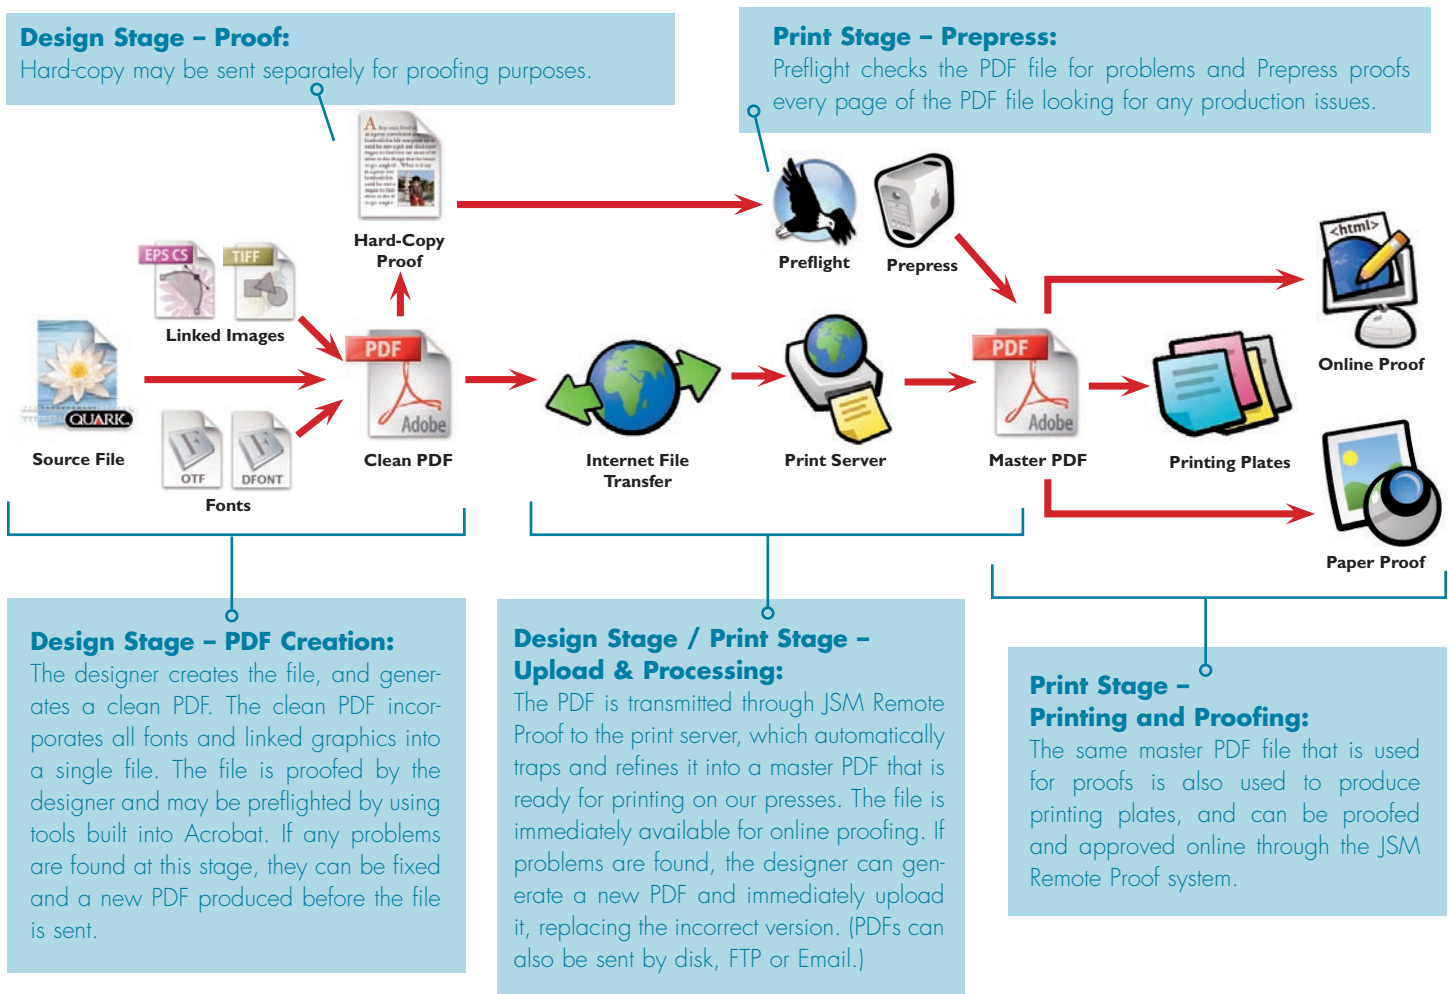 Design Stage – Proof:
Hard-copy may be sent separately for proofing purposes.
Print Stage – Prepress:
Preflight checks the PDF file for problems and Prepress proofs
every page of the PDF file looking for any production issues.
Hard-Copy
Proof
Preflight
Prepress
EPS CS
TIFF
Linked Images
QUARK
Source File
OTF
DFONT
Fonts
PDF
Adobe
Clean PDF
Internet File
Transfer
Print Server
PDF
Adobe
Master PDF
Printing Plates
<html>
Online Proof
Paper Proof
Design Stage – PDF Creation:
The designer creates the file, and gener-
ates a clean PDF. The clean PDF incor-
porates all fonts and linked graphics into
a single file. The file is proofed by the
designer and may be preflighted by using
tools built into Acrobat. If any problems
are found at this stage, they can be fixed
and a new PDF produced before the file
is sent.
Design Stage / Print Stage –
Upload & Processing:
The PDF is transmitted through JSM Remote
Proof to the print server, which automatically
traps and refines it into a master PDF that is
ready for printing on our presses. The file is
immediately available for online proofing. If
problems are found, the designer can gen-
erate a new PDF and immediately upload
it, replacing the incorrect version. (PDFs can
also be sent by disk, FTP or Email.)
Print Stage –
Printing and Proofing:
The same master PDF file that is used
for proofs is also used to produce
printing plates, and can be proofed
and approved online through the JSM
Remote Proof system.